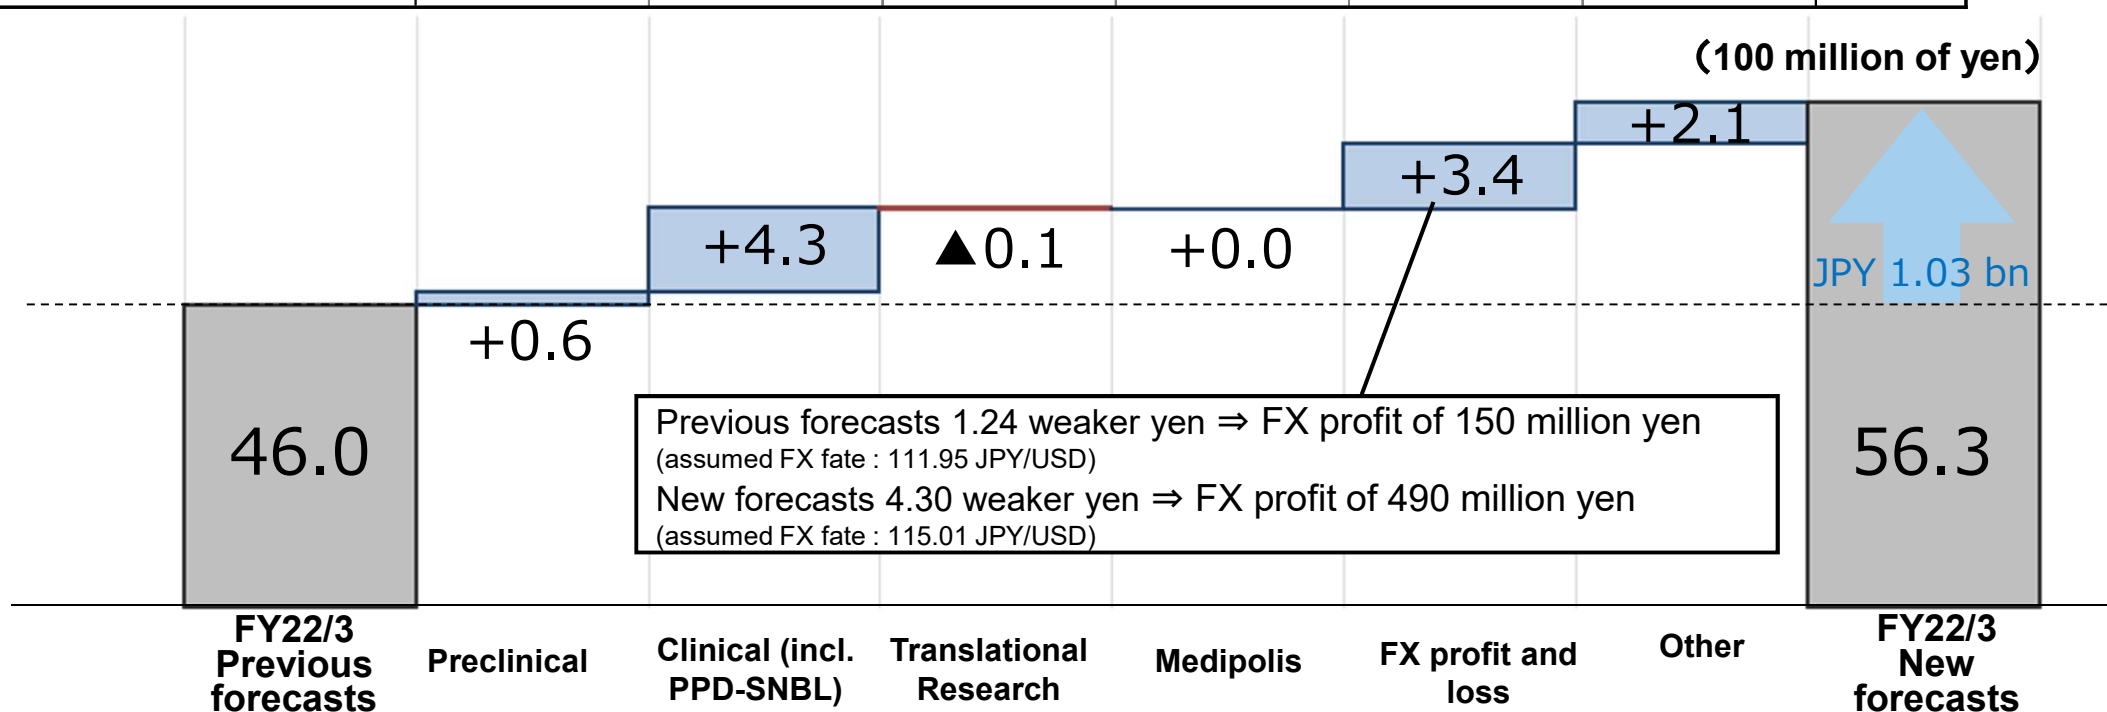 （100 million of yen）
+2.1
+3.4
+4.3
▲0.1
+0.0
JPY 1.03 bn
+0.6
46.0
56.3
Previous forecasts 1.24 weaker yen ⇒ FX profit of 150 million yen
(assumed FX fate : 111.95 JPY/USD)
New forecasts 4.30 weaker yen ⇒ FX profit of 490 million yen
(assumed FX fate : 115.01 JPY/USD)
FY22/3
Previous
forecasts
Preclinical
Clinical (incl.
PPD-SNBL)
Translational
Research
Medipolis
FX profit and
loss
Other
FY22/3
New
forecasts